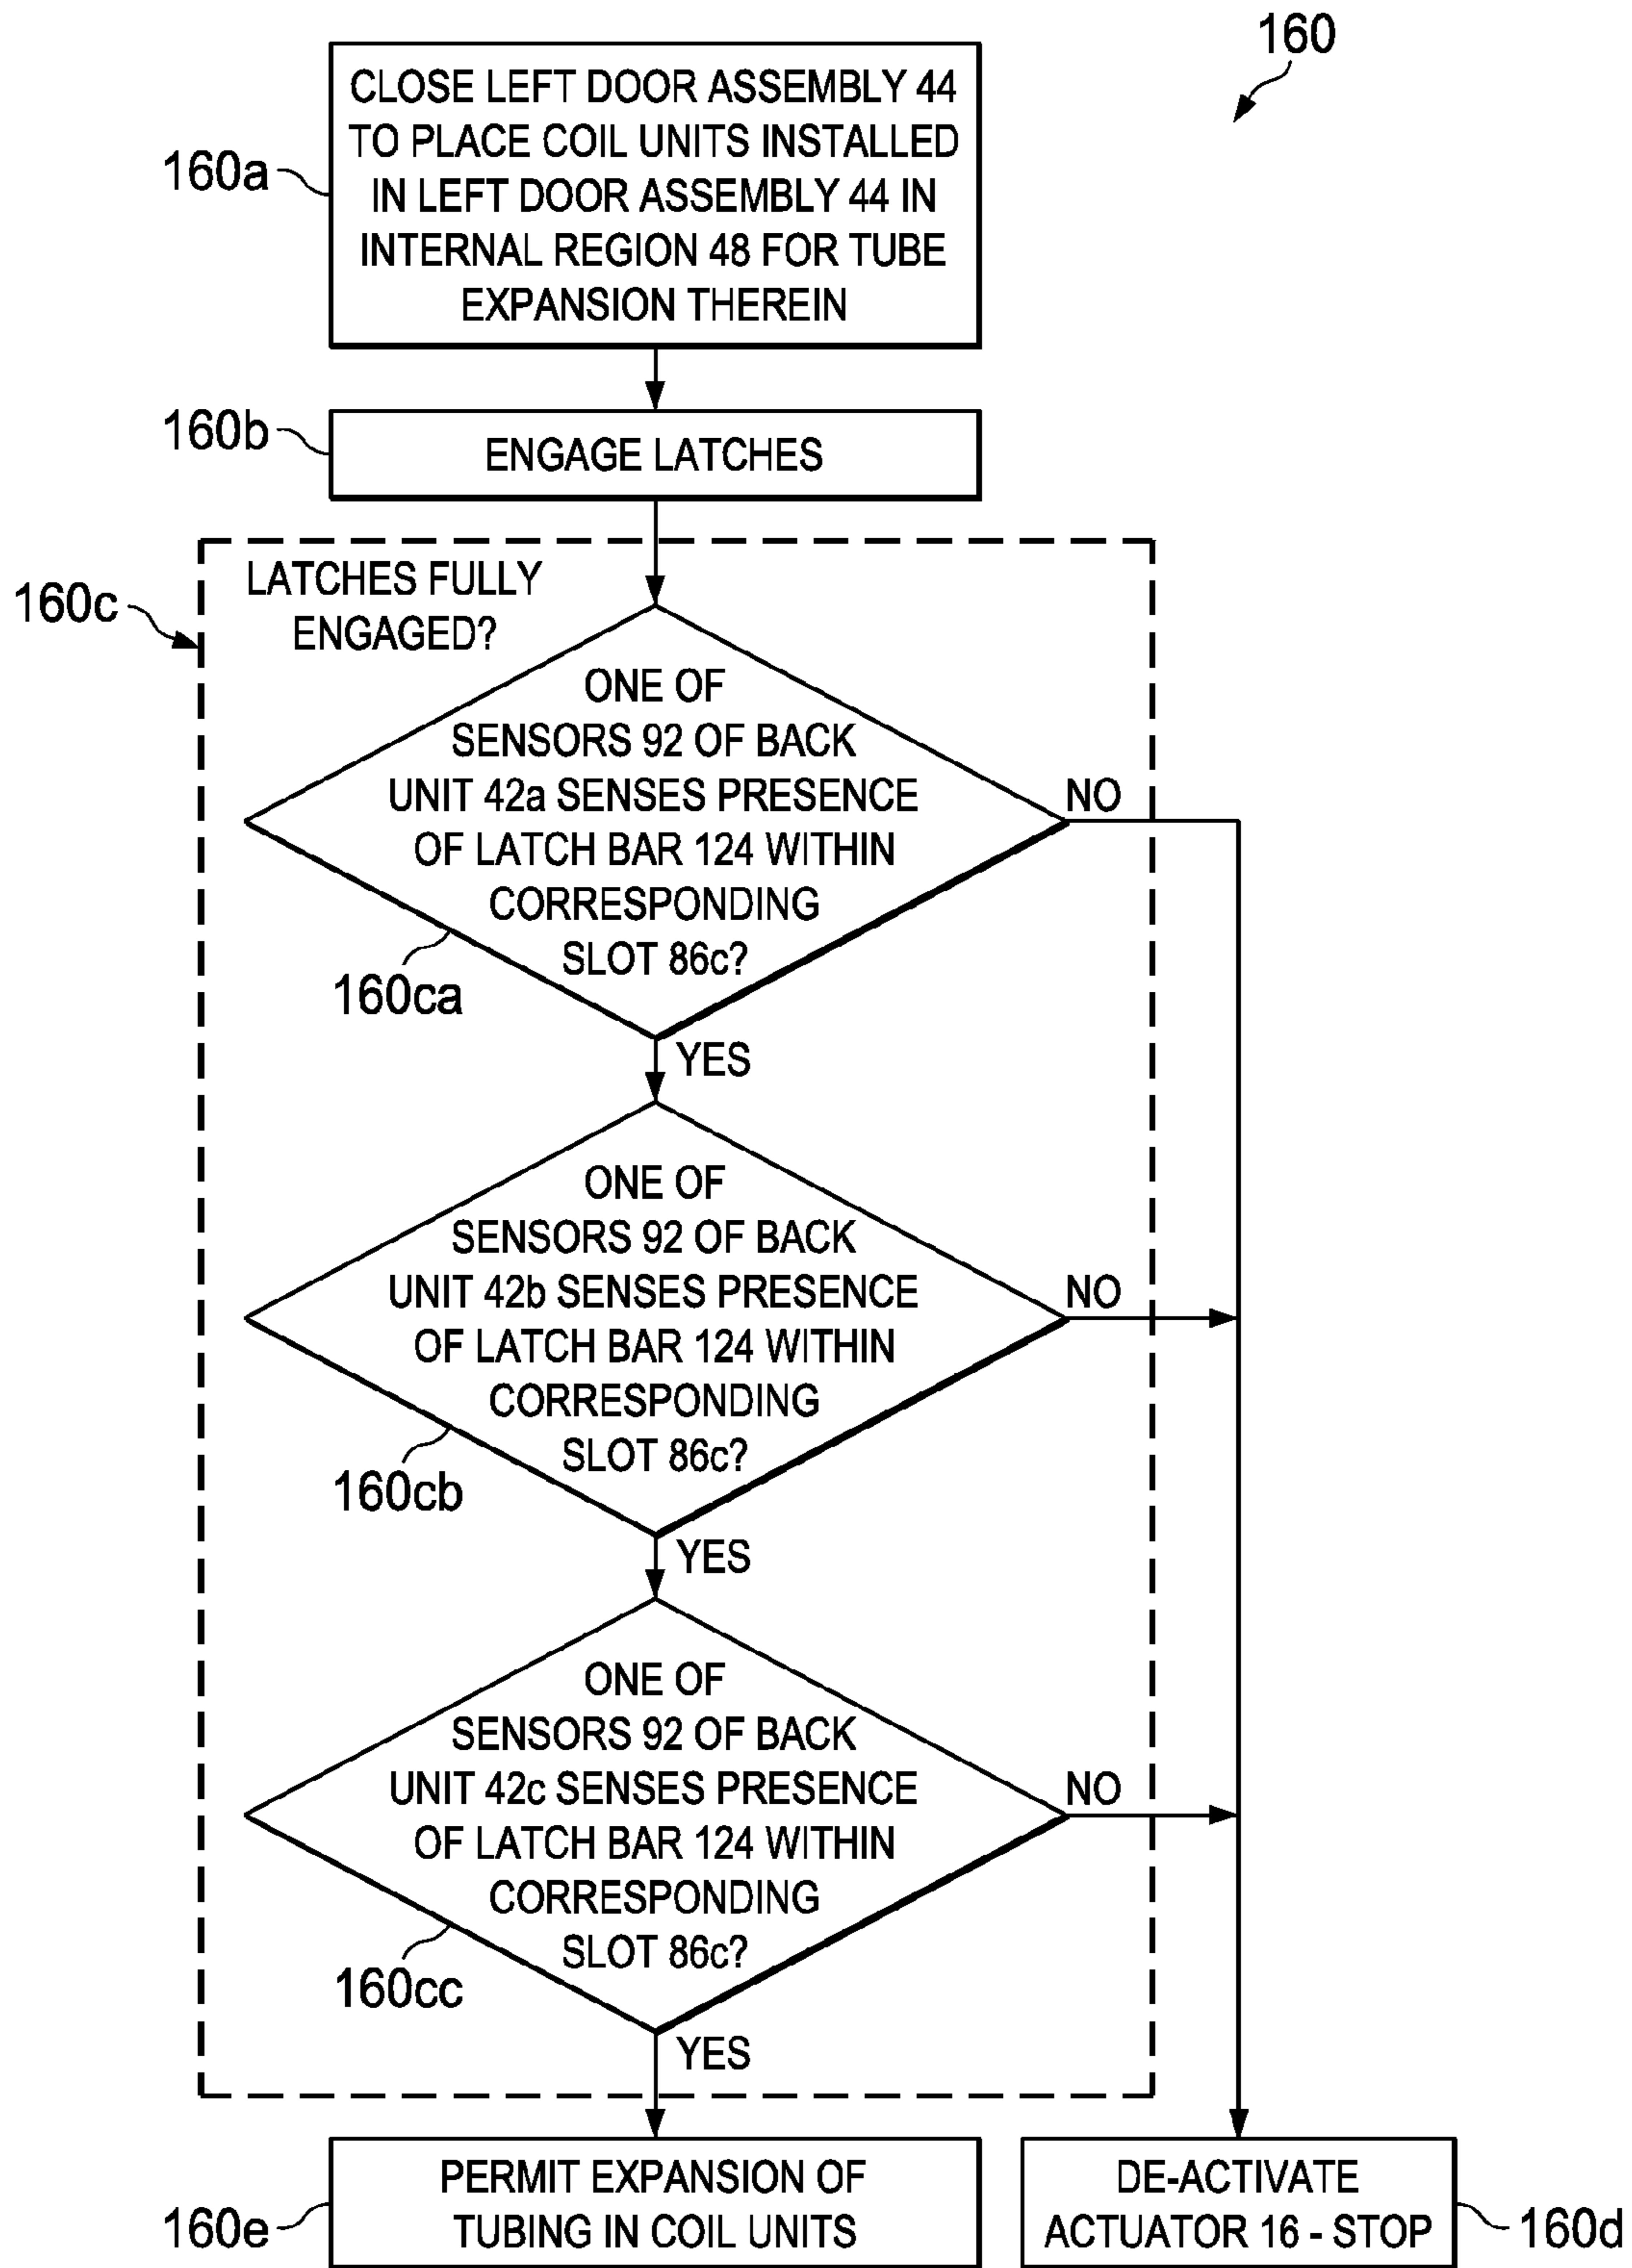 160
CLOSE LEFT DOOR ASSEMBLY 44
TO PLACE COIL UNITS INSTALLED
IN LEFT DOOR ASSEMBLY 44 IN
INTERNAL REGION 48 FOR TUBE
EXPANSION THEREIN
160a
160b
ENGAGE LATCHES
160c
LATCHES FULLY
ENGAGED?
ONE OF
SENSORS 92 OF BACK
UNIT 42a SENSES PRESENCE
OF LATCH BAR 124 WITHIN
CORRESPONDING
SLOT 86c?
NO
160ca
YES
ONE OF
SENSORS 92 OF BACK
UNIT 42b SENSES PRESENCE
OF LATCH BAR 124 WITHIN
CORRESPONDING
SLOT 86c?
NO
160cb
YES
ONE OF
SENSORS 92 OF BACK
UNIT 42c SENSES PRESENCE
OF LATCH BAR 124 WITHIN
CORRESPONDING
SLOT 86c?
NO
160cc
YES
PERMIT EXPANSION OF
TUBING IN COIL UNITS
160e
DE-ACTIVATE
ACTUATOR 16 - STOP
160d